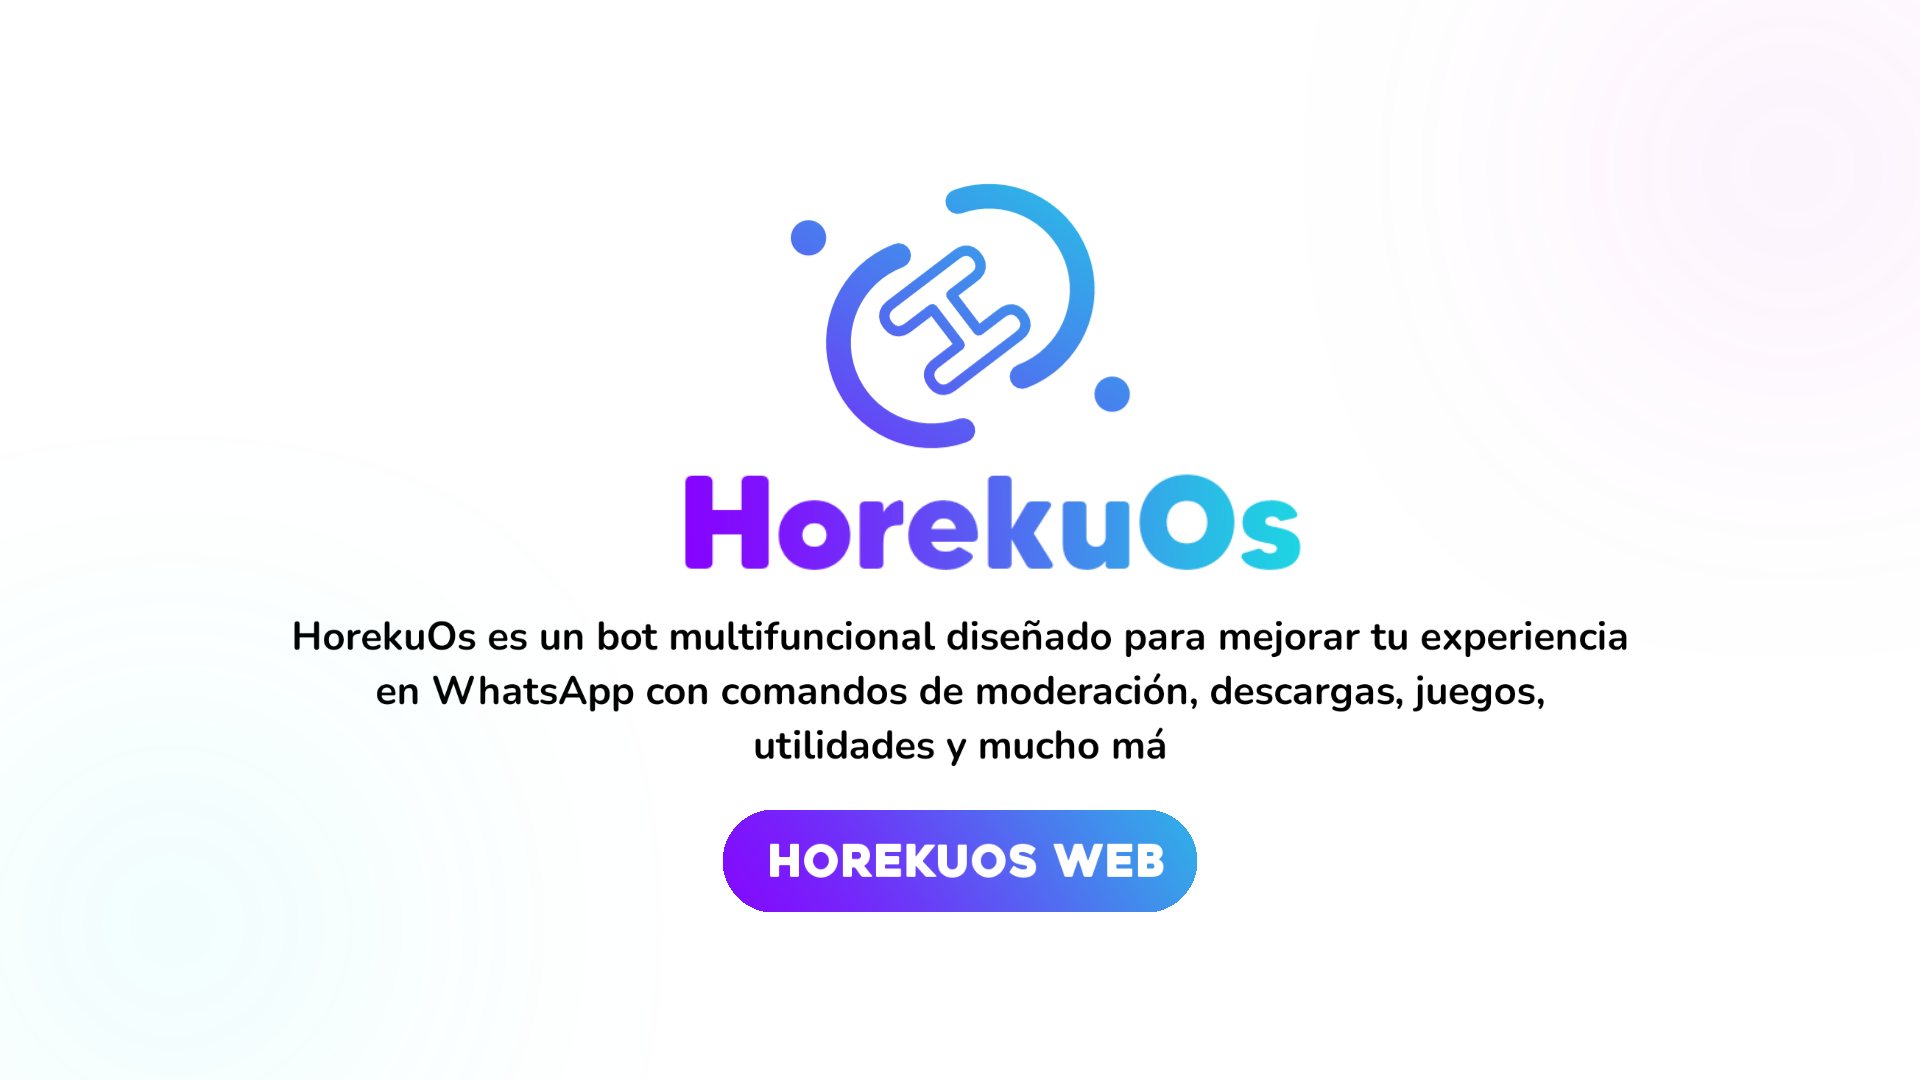 HorekuOs
HorekuOs es un bot multifuncional diseñado para mejorar tu experiencia
en WhatsApp con comandos de moderación, descargas, juegos,
utilidades y mucho má
HOREKUOS WEB